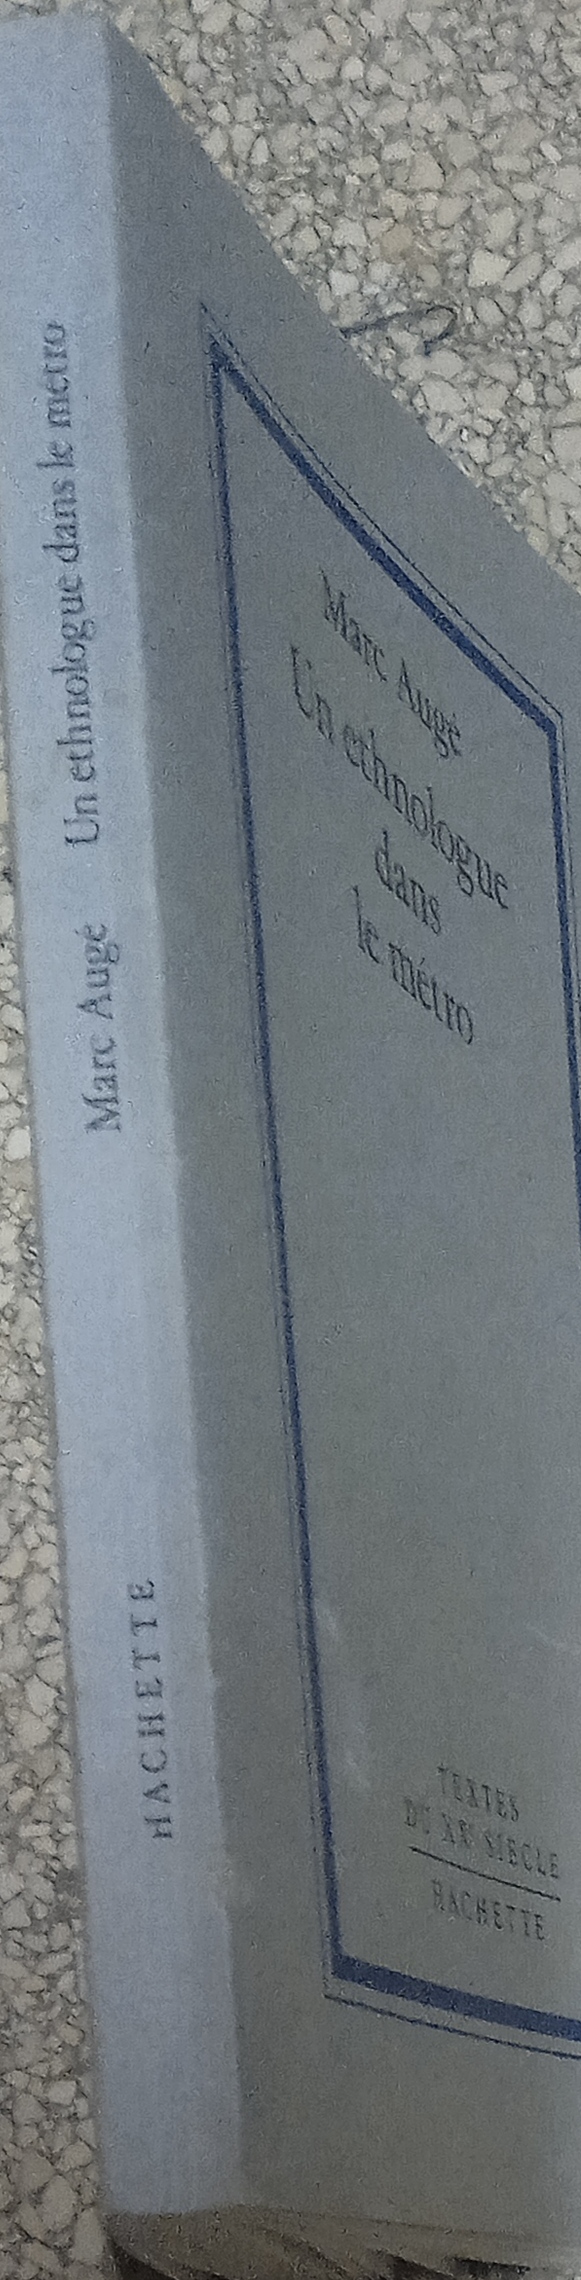 Marc Augé Un ethnologue dans le métro
HACHETTE
Marc Augé
Un ethnologue
dans
le métro
TEXTES
DU XXe SIÈCLE
HACHETTE